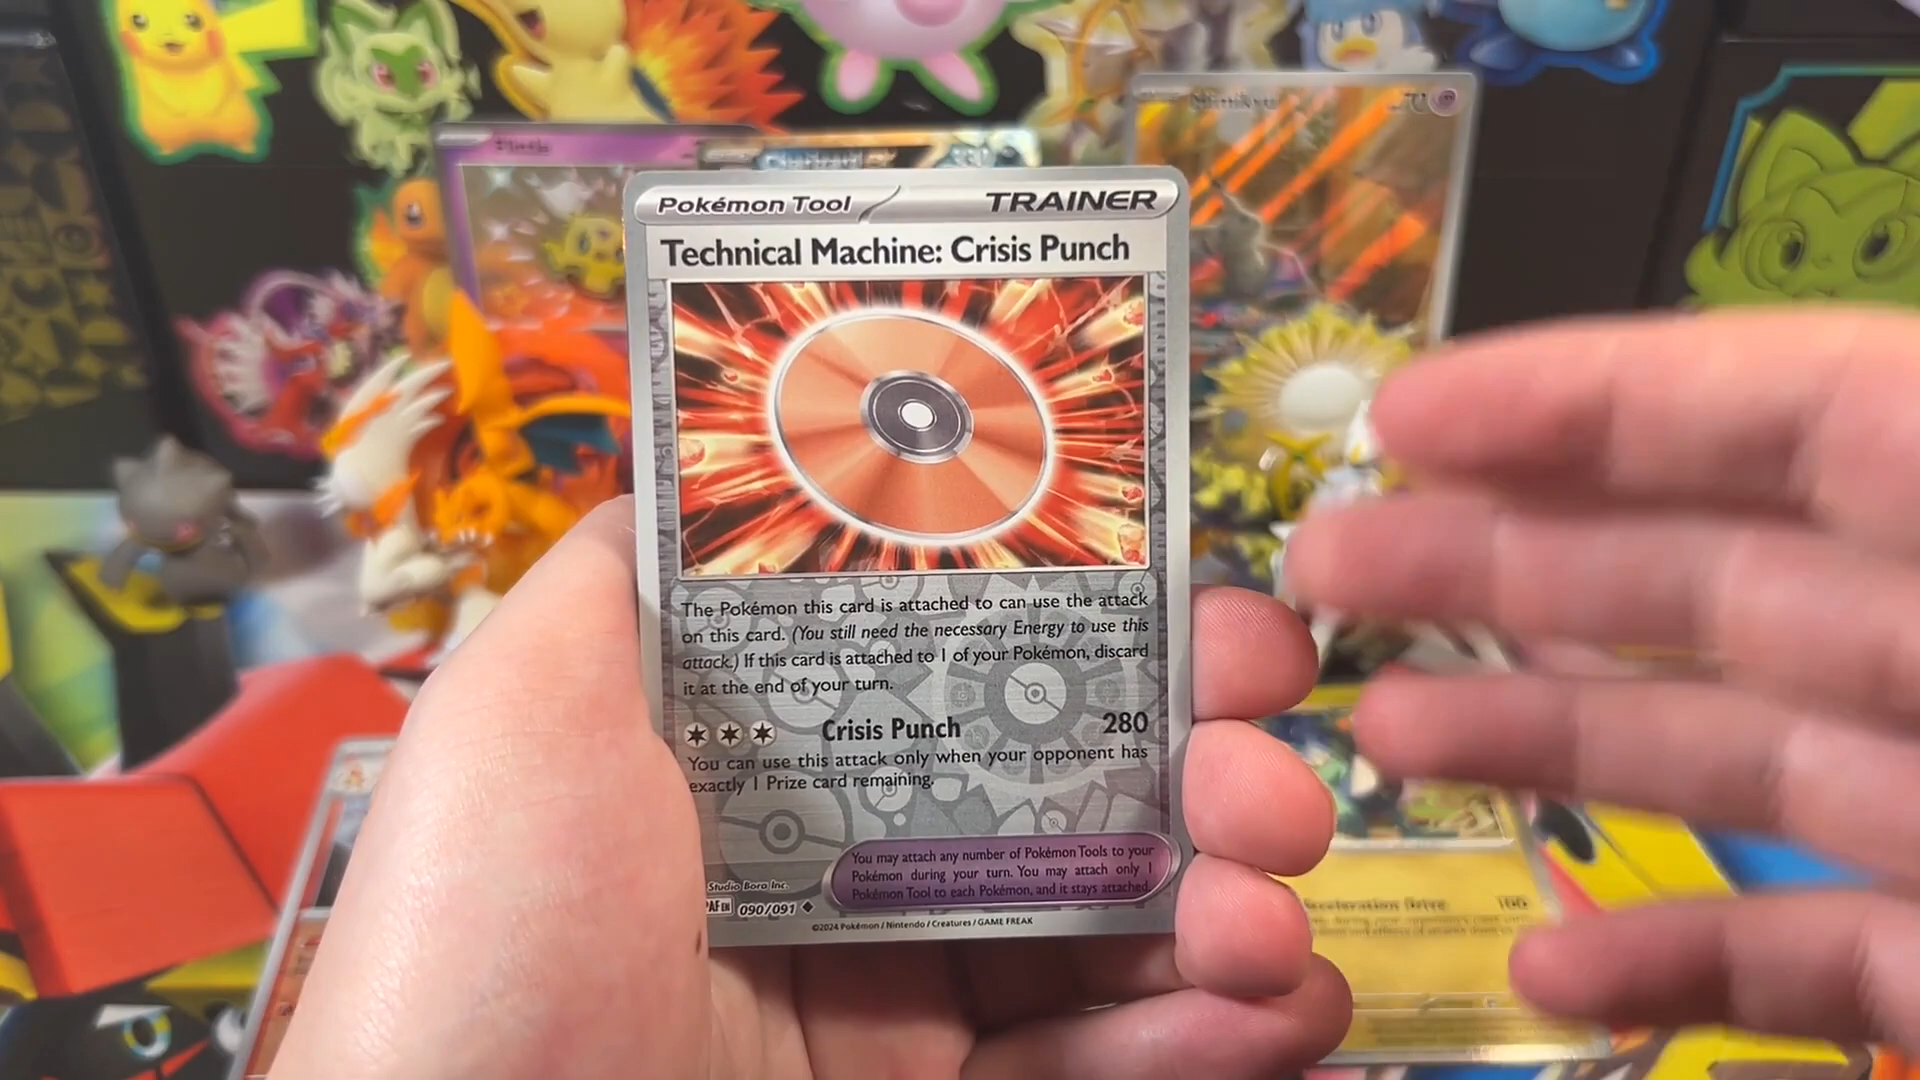 Pokémon Tool
TRAINER
Technical Machine: Crisis Punch
The Pokémon this card is attached to can use the attack
on this card. (You still need the necessary Energy to use this
attack.) If this card is attached to 1 of your Pokémon, discard
it at the end of your turn.
Crisis Punch 280
You can use this attack only when your opponent has
exactly 1 Prize card remaining.
You may attach any number of Pokémon Tools to your
Pokémon during your turn. You may attach only 1
Pokémon Tool to each Pokémon, and it stays attached.
Studio Bora Inc.
PAF EN 090/091
©2024 Pokémon / Nintendo / Creatures / GAME FREAK
Acceleration Drive 100